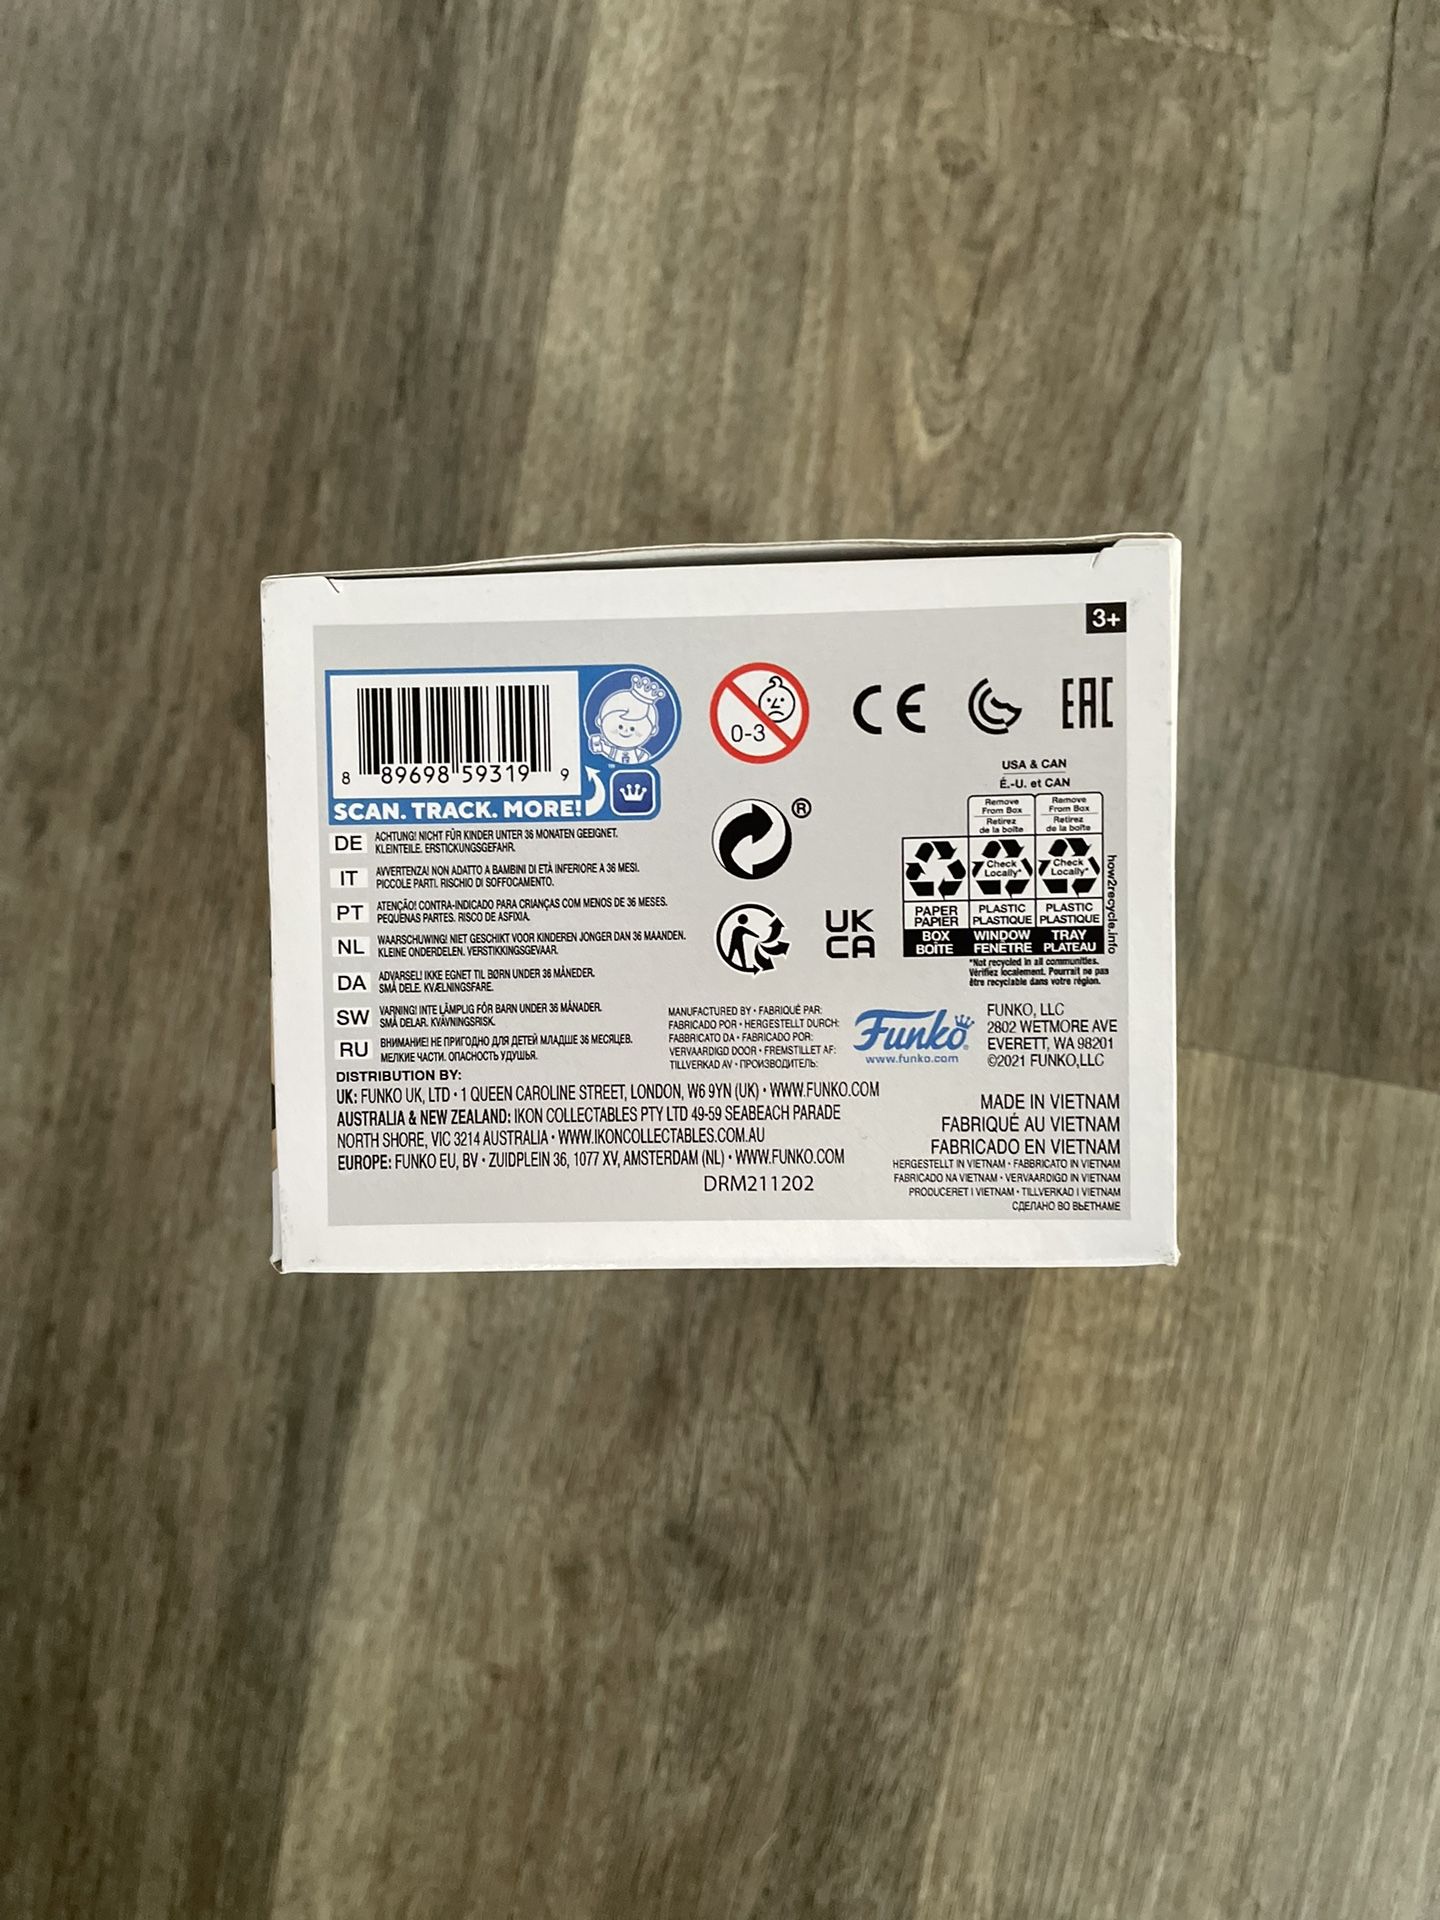 3+
8 89698 59319 9
SCAN. TRACK. MORE!
™
0-3
CE
EAC
®
UK
CA
USA & CAN
É.-U. et CAN
Remove
From Box
Retirez
de la boîte
Remove
From Box
Retirez
de la boîte
Check
Locally*
Check
Locally*
PAPER
PAPIER
PLASTIC
PLASTIQUE
PLASTIC
PLASTIQUE
BOX
BOÎTE
WINDOW
FENÊTRE
TRAY
PLATEAU
how2recycle.info
*Not recycled in all communities.
Vérifiez localement. Pourrait ne pas
être recyclable dans votre région.
DE ACHTUNG! NICHT FÜR KINDER UNTER 36 MONATEN GEEIGNET.
KLEINTEILE. ERSTICKUNGSGEFAHR.
IT AVVERTENZA! NON ADATTO A BAMBINI DI ETÀ INFERIORE A 36 MESI.
PICCOLE PARTI. RISCHIO DI SOFFOCAMENTO.
PT ATENÇÃO! CONTRA-INDICADO PARA CRIANÇAS COM MENOS DE 36 MESES.
PEQUENAS PARTES. RISCO DE ASFIXIA.
NL WAARSCHUWING! NIET GESCHIKT VOOR KINDEREN JONGER DAN 36 MAANDEN.
KLEINE ONDERDELEN. VERSTIKKINGSGEVAAR.
DA ADVARSEL! IKKE EGNET TIL BØRN UNDER 36 MÅNEDER.
SMÅ DELE. KVÆLNINGSFARE.
SW VARNING! INTE LÄMPLIG FÖR BARN UNDER 36 MÅNADER.
SMÅ DELAR. KVÄVNINGSRISK.
RU ВНИМАНИЕ! НЕ ПРИГОДНО ДЛЯ ДЕТЕЙ МЛАДШЕ 36 МЕСЯЦЕВ.
МЕЛКИЕ ЧАСТИ. ОПАСНОСТЬ УДУШЬЯ.
MANUFACTURED BY • FABRIQUÉ PAR:
FABRICADO POR • HERGESTELLT DURCH:
FABBRICATO DA • FABRICADO POR:
VERVAARDIGD DOOR • FREMSTILLET AF:
TILLVERKAD AV • ПРОИЗВОДИТЕЛЬ:
Funko®
www.funko.com
FUNKO, LLC
2802 WETMORE AVE
EVERETT, WA 98201
©2021 FUNKO,LLC
DISTRIBUTION BY:
UK: FUNKO UK, LTD • 1 QUEEN CAROLINE STREET, LONDON, W6 9YN (UK) • WWW.FUNKO.COM
AUSTRALIA & NEW ZEALAND: IKON COLLECTABLES PTY LTD 49-59 SEABEACH PARADE
NORTH SHORE, VIC 3214 AUSTRALIA • WWW.IKONCOLLECTABLES.COM.AU
EUROPE: FUNKO EU, BV • ZUIDPLEIN 36, 1077 XV, AMSTERDAM (NL) • WWW.FUNKO.COM
DRM211202
MADE IN VIETNAM
FABRIQUÉ AU VIETNAM
FABRICADO EN VIETNAM
HERGESTELLT IN VIETNAM • FABBRICATO IN VIETNAM
FABRICADO NA VIETNAM • VERVAARDIGD IN VIETNAM
PRODUCERET I VIETNAM • TILLVERKAD I VIETNAM
СДЕЛАНО ВО ВЬЕТНАМЕ